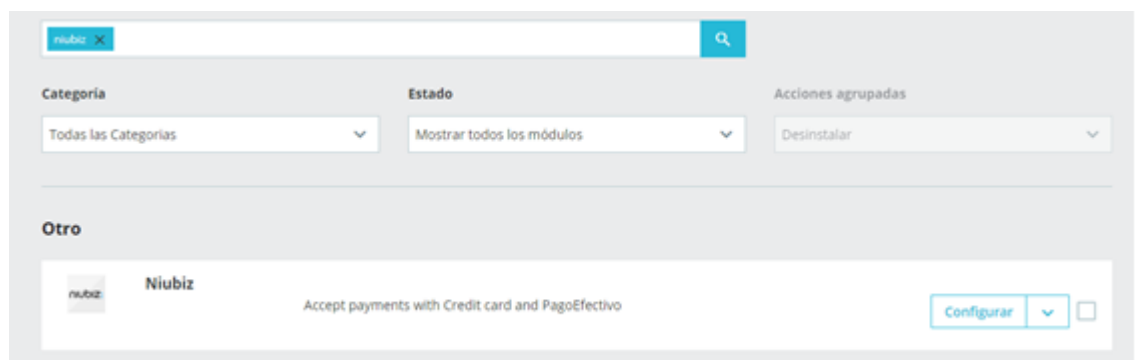 niubiz ×
Categoría Estado Acciones agrupadas
Todas las Categorias Mostrar todos los módulos Desinstalar
Otro
niubiz
Niubiz
Accept payments with Credit card and PagoEfectivo
Configurar